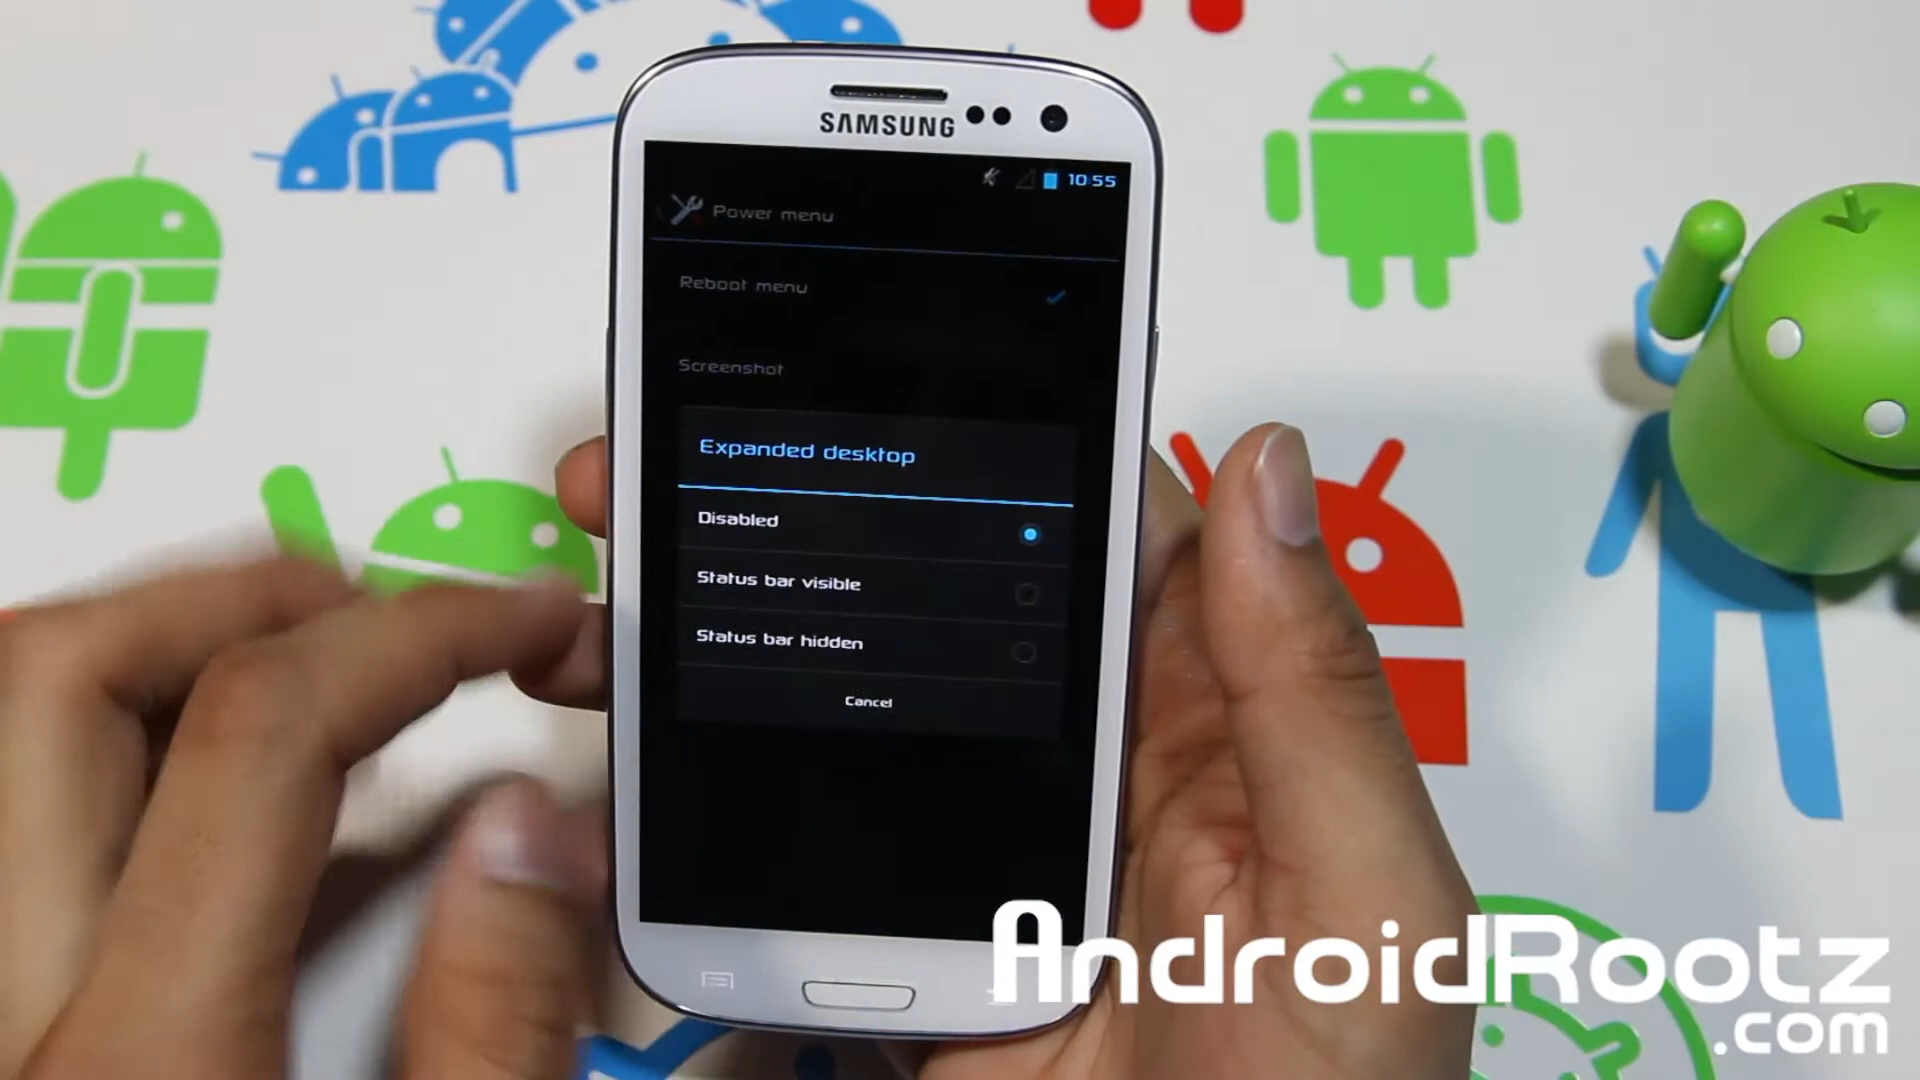 SAMSUNG
10:55
Power menu
Reboot menu
Screenshot
Expanded desktop
Disabled
Status bar visible
Status bar hidden
Cancel
AndroidRootz
.com